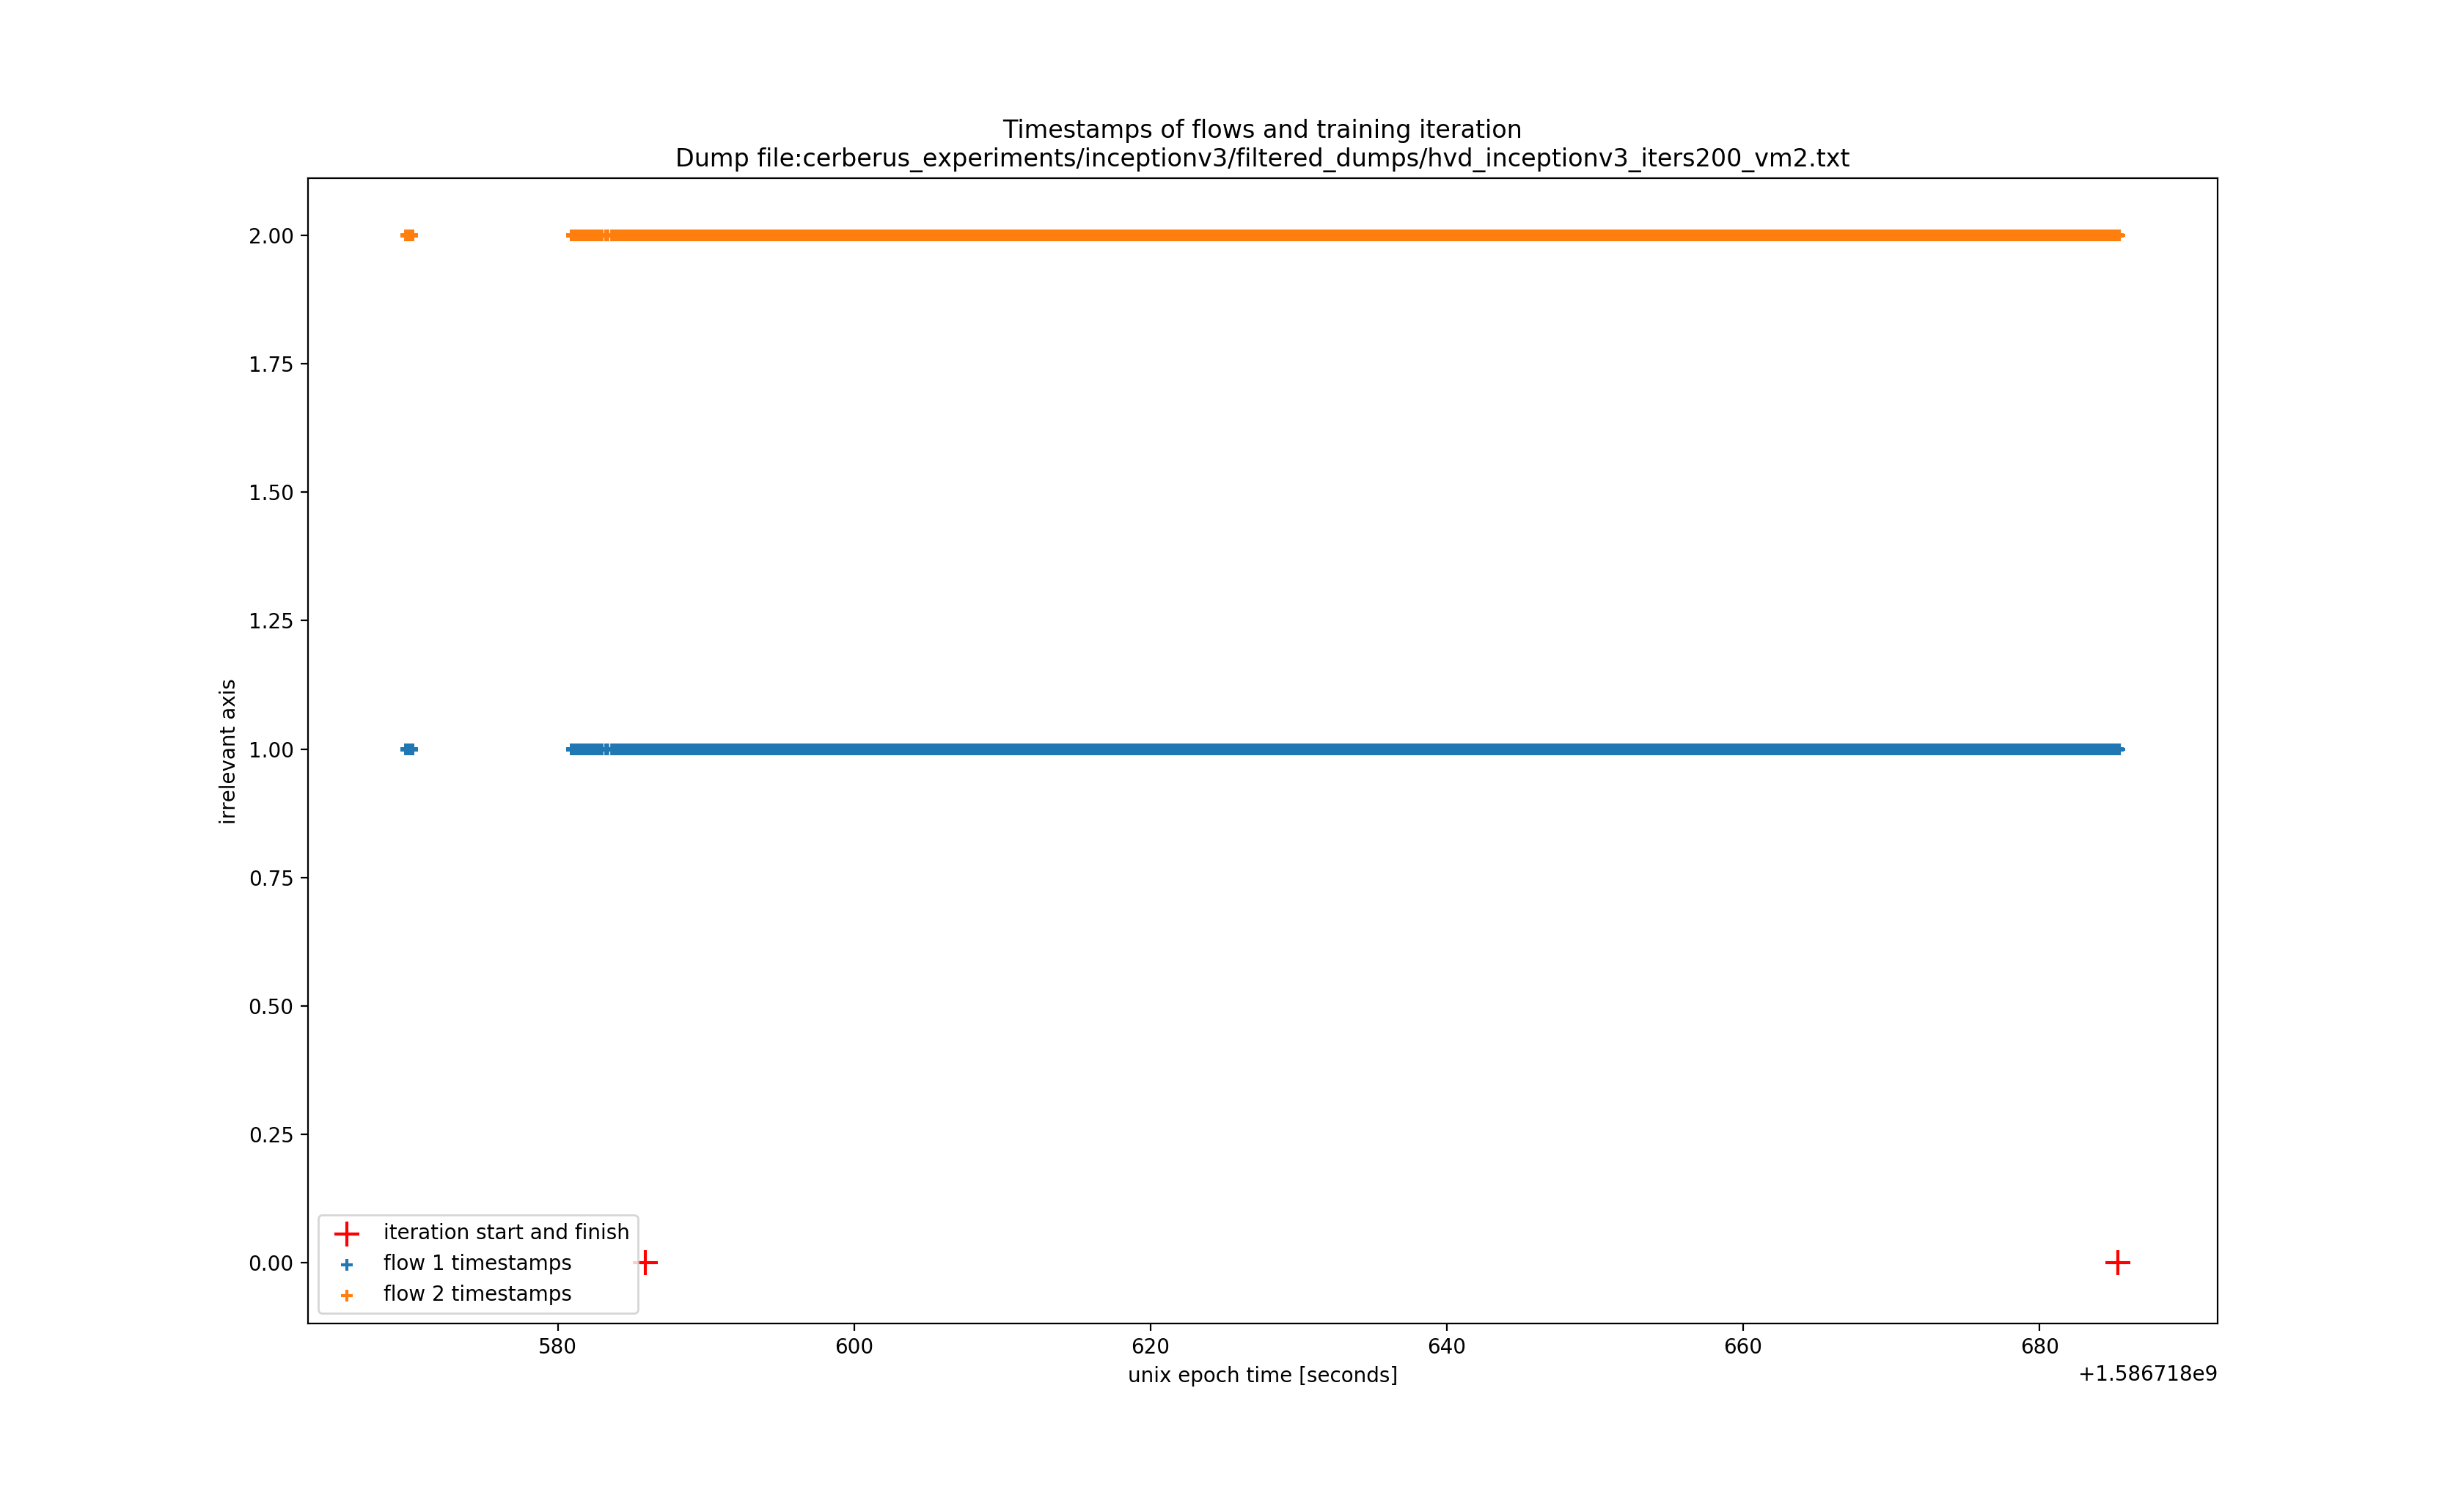 Timestamps of flows and training iteration
Dump file:cerberus_experiments/inceptionv3/filtered_dumps/hvd_inceptionv3_iters200_vm2.txt
2.00
1.75
1.50
1.25
1.00
0.75
0.50
0.25
0.00
irrelevant axis
iteration start and finish
flow 1 timestamps
flow 2 timestamps
580 600 620 640 660 680
unix epoch time [seconds]
+1.586718e9